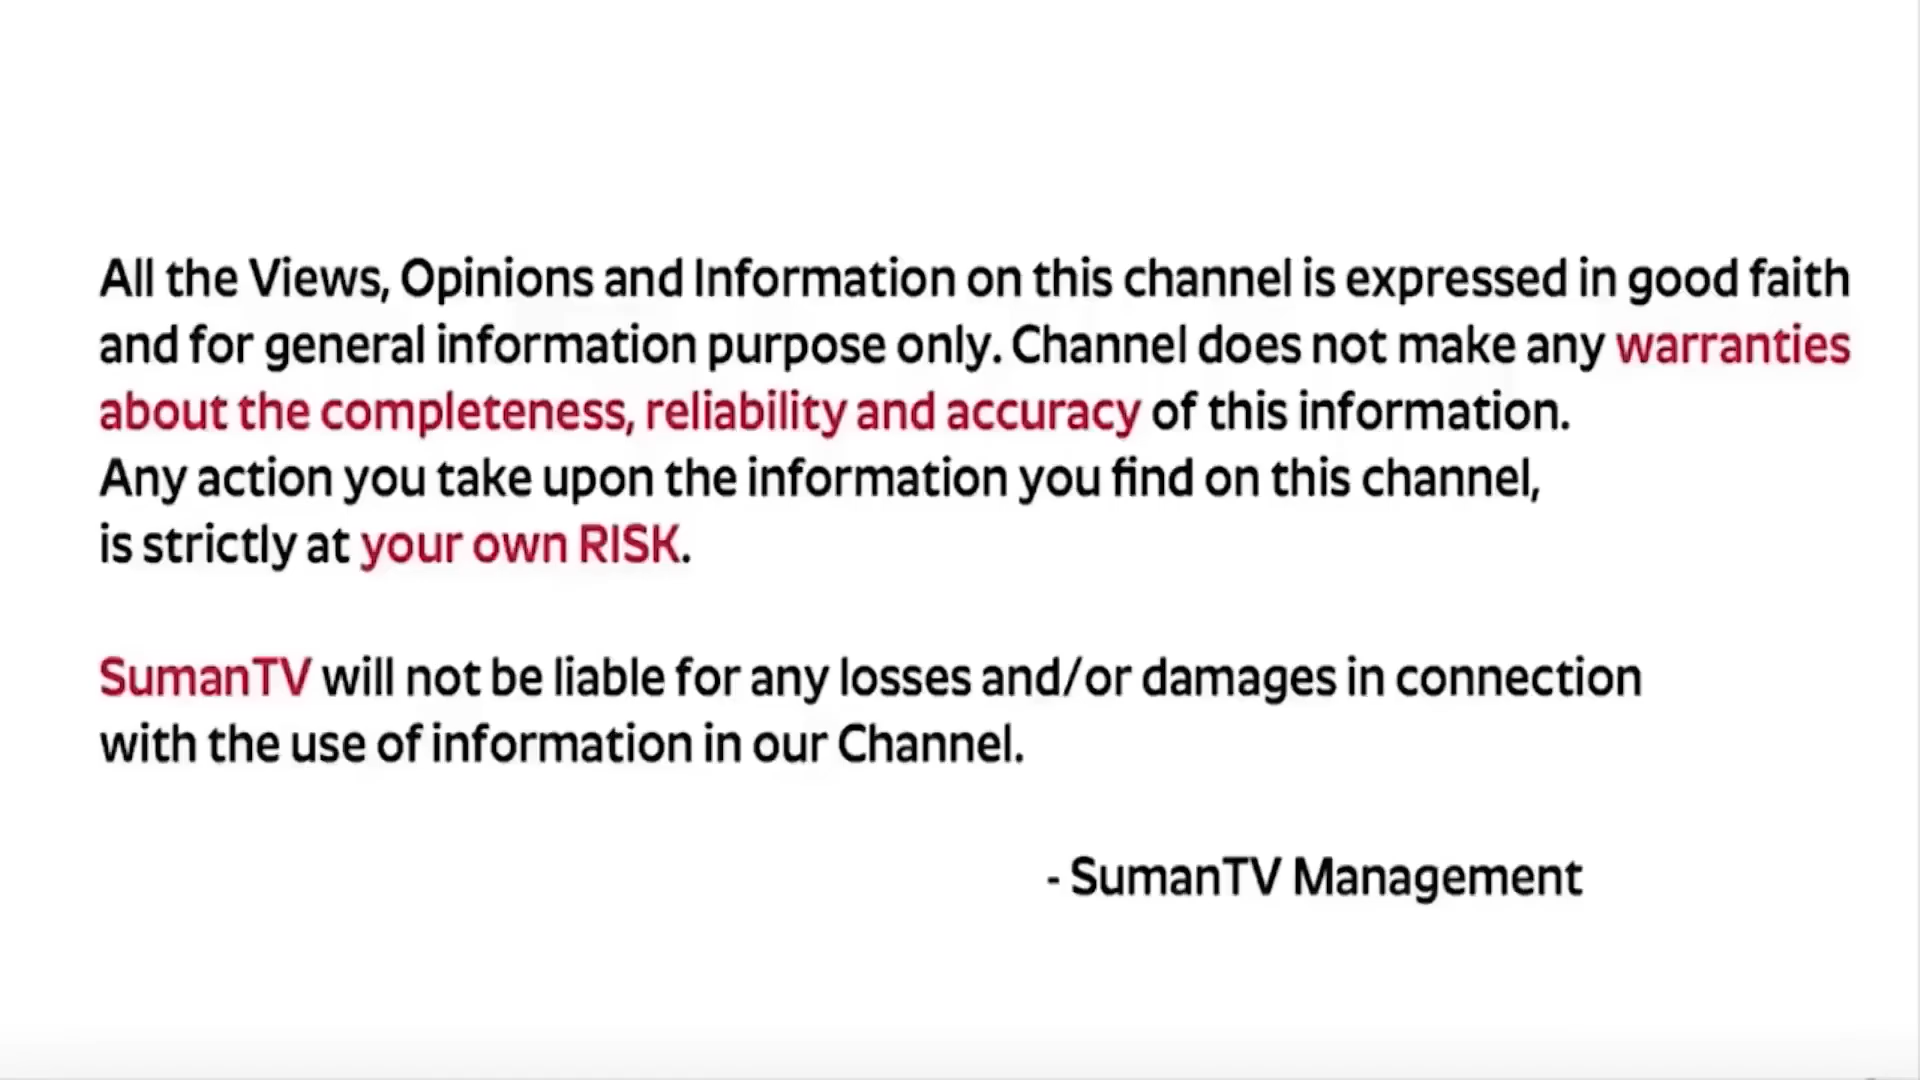 All the Views, Opinions and Information on this channel is expressed in good faith
and for general information purpose only. Channel does not make any warranties
about the completeness, reliability and accuracy of this information.
Any action you take upon the information you find on this channel,
is strictly at your own RISK.
SumanTV will not be liable for any losses and/or damages in connection
with the use of information in our Channel.
- SumanTV Management